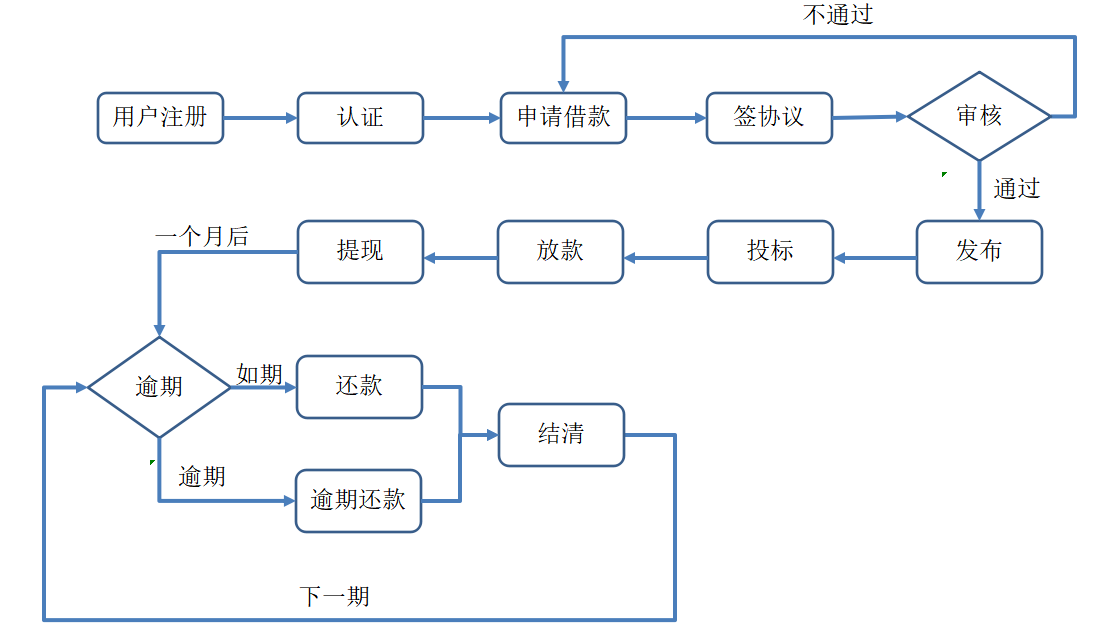 不通过
用户注册
认证
申请借款
签协议
审核
通过
一个月后
提现
放款
投标
发布
逾期
如期
还款
结清
逾期
逾期还款
下一期